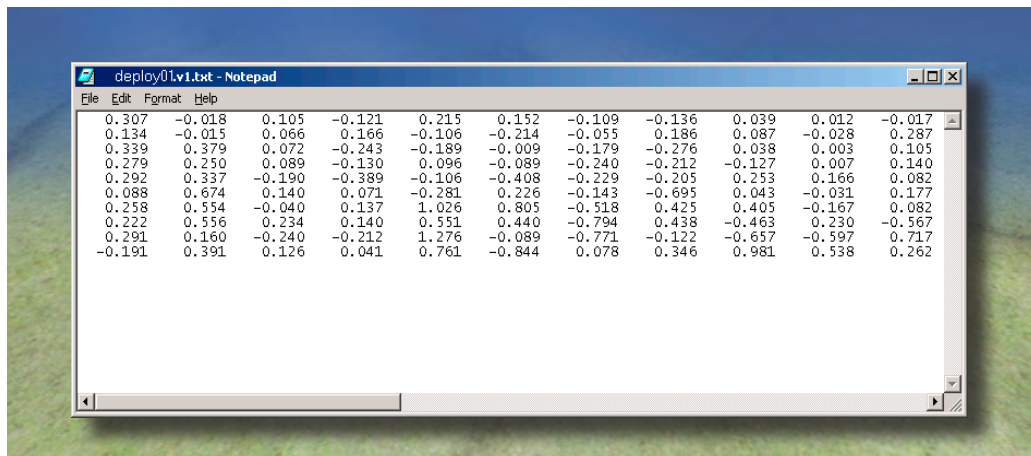 deploy01.v1.txt - Notepad
File Edit Format Help
0.307 -0.018 0.105 -0.121 0.215 0.152 -0.109 -0.136 0.039 0.012 -0.017
0.134 -0.015 0.066 0.166 -0.106 -0.214 -0.055 0.186 0.087 -0.028 0.287
0.339 0.379 0.072 -0.243 -0.189 -0.009 -0.179 -0.276 0.038 0.003 0.105
0.279 0.250 0.089 -0.130 0.096 -0.089 -0.240 -0.212 -0.127 0.007 0.140
0.292 0.337 -0.190 -0.389 -0.106 -0.408 -0.229 -0.205 0.253 0.166 0.082
0.088 0.674 0.140 0.071 -0.281 0.226 -0.143 -0.695 0.043 -0.031 0.177
0.258 0.554 -0.040 0.137 1.026 0.805 -0.518 0.425 0.405 -0.167 0.082
0.222 0.556 -0.234 0.140 0.551 0.440 -0.794 0.438 -0.463 0.230 -0.567
0.291 0.160 -0.240 -0.212 1.276 -0.089 -0.771 -0.122 -0.657 -0.597 0.717
-0.191 0.391 0.126 0.041 0.761 -0.844 0.078 0.346 0.981 0.538 0.262